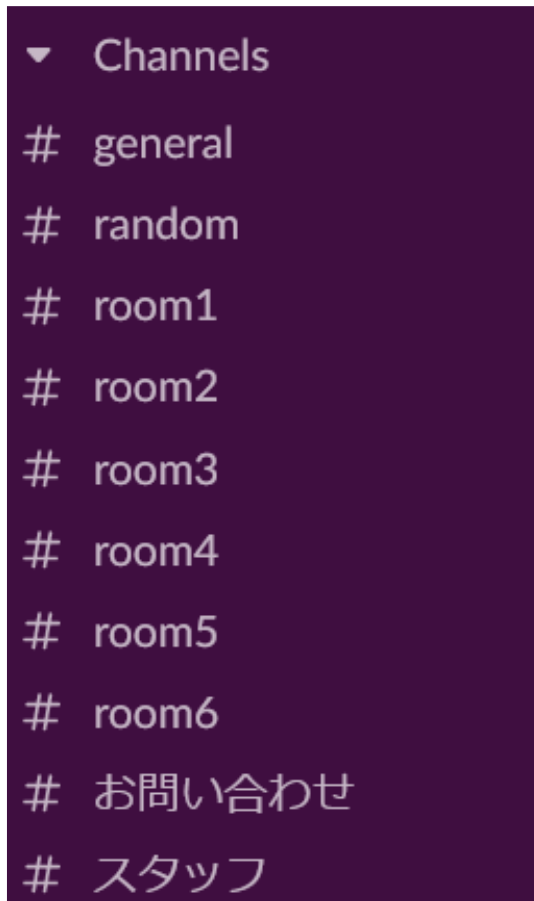 Channels
# general
# random
# room1
# room2
# room3
# room4
# room5
# room6
# お問い合わせ
# スタッフ